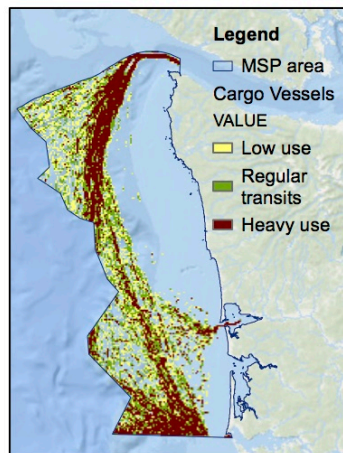 Legend
MSP area
Cargo Vessels
VALUE
Low use
Regular
transits
Heavy use